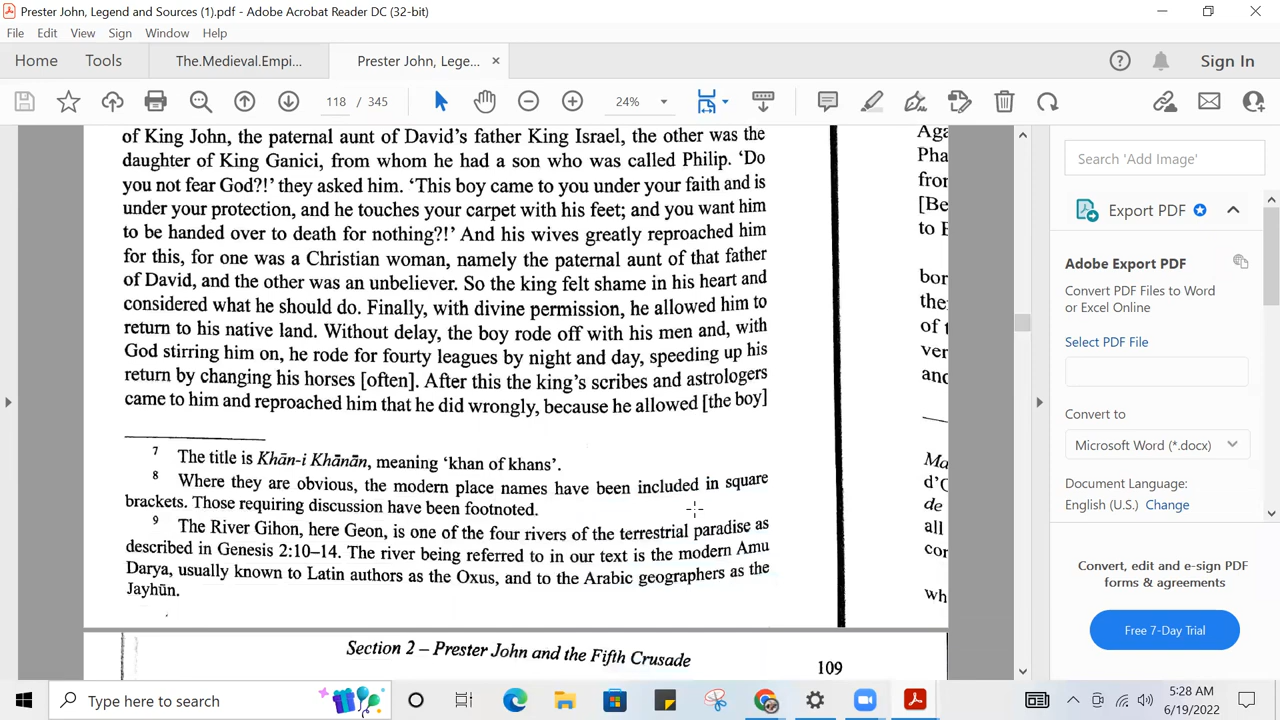 Prester John, Legend and Sources (1).pdf - Adobe Acrobat Reader DC (32-bit)
File Edit View Sign Window Help
Home Tools The.Medieval.Empi... Prester John, Lege... × Sign In
118 / 345 24%
of King John, the paternal aunt of David's father King Israel, the other was the
daughter of King Ganici, from whom he had a son who was called Philip. 'Do
you not fear God?!' they asked him. 'This boy came to you under your faith and is
under your protection, and he touches your carpet with his feet; and you want him
to be handed over to death for nothing?!' And his wives greatly reproached him
for this, for one was a Christian woman, namely the paternal aunt of that father
of David, and the other was an unbeliever. So the king felt shame in his heart and
considered what he should do. Finally, with divine permission, he allowed him to
return to his native land. Without delay, the boy rode off with his men and, with
God stirring him on, he rode for fourty leagues by night and day, speeding up his
return by changing his horses [often]. After this the king's scribes and astrologers
came to him and reproached him that he did wrongly, because he allowed [the boy]
7 The title is Khān-i Khānān, meaning 'khan of khans'.
8 Where they are obvious, the modern place names have been included in square
brackets. Those requiring discussion have been footnoted.
9 The River Gihon, here Geon, is one of the four rivers of the terrestrial paradise as
described in Genesis 2:10–14. The river being referred to in our text is the modern Amu
Darya, usually known to Latin authors as the Oxus, and to the Arabic geographers as the
Jayhūn.
Section 2 – Prester John and the Fifth Crusade 109
Aga
Pha
from
[Be
to E
bor
the
of t
ver
and
Ma
d'C
de
all
cor
wh
Search 'Add Image'
Export PDF
Adobe Export PDF
Convert PDF Files to Word
or Excel Online
Select PDF File
Convert to
Microsoft Word (*.docx)
Document Language:
English (U.S.) Change
Convert, edit and e-sign PDF
forms & agreements
Free 7-Day Trial
Type here to search
5:28 AM
6/19/2022